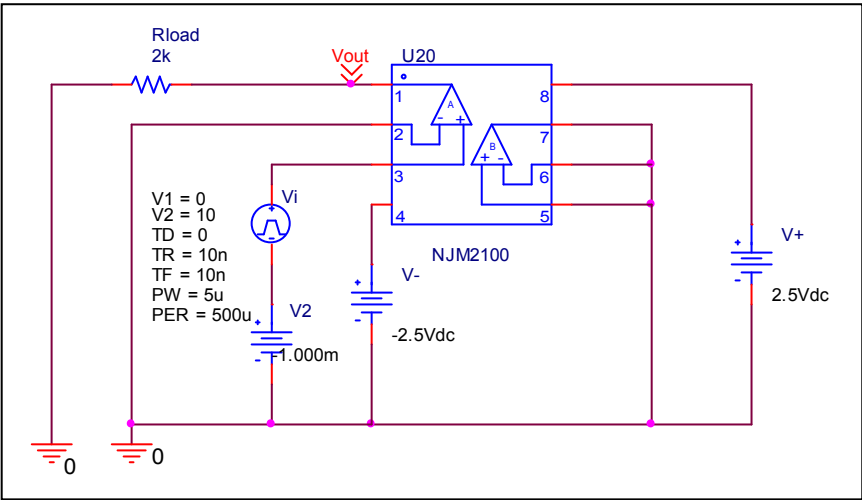 Rload
2k
Vout
U20
1
2
3
4
8
7
6
5
A
- +
B
+ -
NJM2100
V1 = 0
V2 = 10
TD = 0
TR = 10n
TF = 10n
PW = 5u
PER = 500u
Vi
+
-
V2
+
-
-1.000m
V-
+
-
-2.5Vdc
V+
+
-
2.5Vdc
0
0